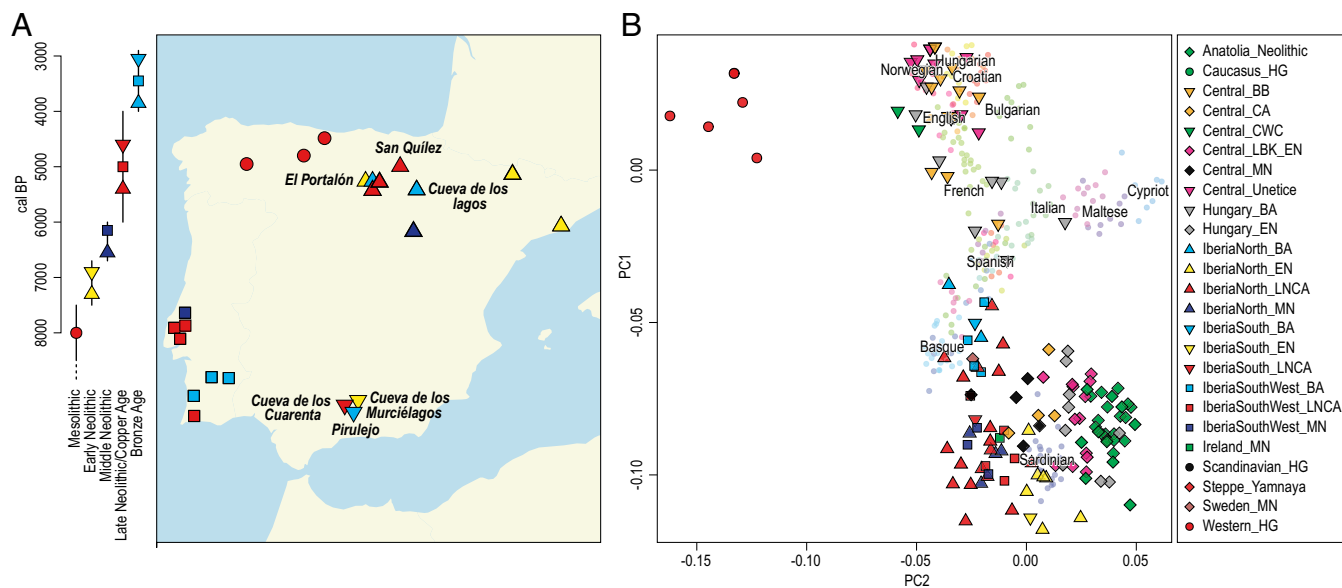 A
cal BP
3000
4000
5000
6000
7000
8000
Mesolithic
Early Neolithic
Middle Neolithic
Late Neolithic/Copper Age
Bronze Age
San Quílez
El Portalón
Cueva de los
lagos
Cueva de los
Cuarenta
Cueva de los
Murciélagos
Pirulejo
B
PC1
0.00
-0.05
-0.10
Norwegian
Hungarian
Croatian
English
Bulgarian
French
Italian
Maltese
Cypriot
Spanish
Basque
Sardinian
-0.15
-0.10
-0.05
0.00
0.05
PC2
Anatolia_Neolithic
Caucasus_HG
Central_BB
Central_CA
Central_CWC
Central_LBK_EN
Central_MN
Central_Unetice
Hungary_BA
Hungary_EN
IberiaNorth_BA
IberiaNorth_EN
IberiaNorth_LNCA
IberiaNorth_MN
IberiaSouth_BA
IberiaSouth_EN
IberiaSouth_LNCA
IberiaSouthWest_BA
IberiaSouthWest_LNCA
IberiaSouthWest_MN
Ireland_MN
Scandinavian_HG
Steppe_Yamnaya
Sweden_MN
Western_HG